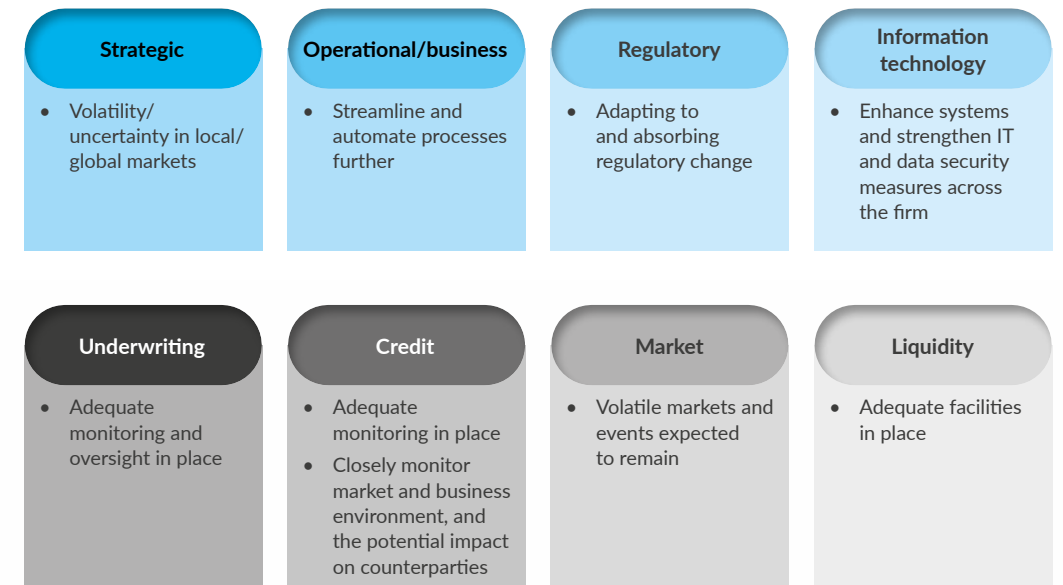 Strategic
• Volatility/
uncertainty in local/
global markets
Operational/business
• Streamline and
automate processes
further
Regulatory
• Adapting to
and absorbing
regulatory change
Information
technology
• Enhance systems
and strengthen IT
and data security
measures across
the firm
Underwriting
• Adequate
monitoring and
oversight in place
Credit
• Adequate
monitoring in place
• Closely monitor
market and business
environment, and
the potential impact
on counterparties
Market
• Volatile markets and
events expected
to remain
Liquidity
• Adequate facilities
in place